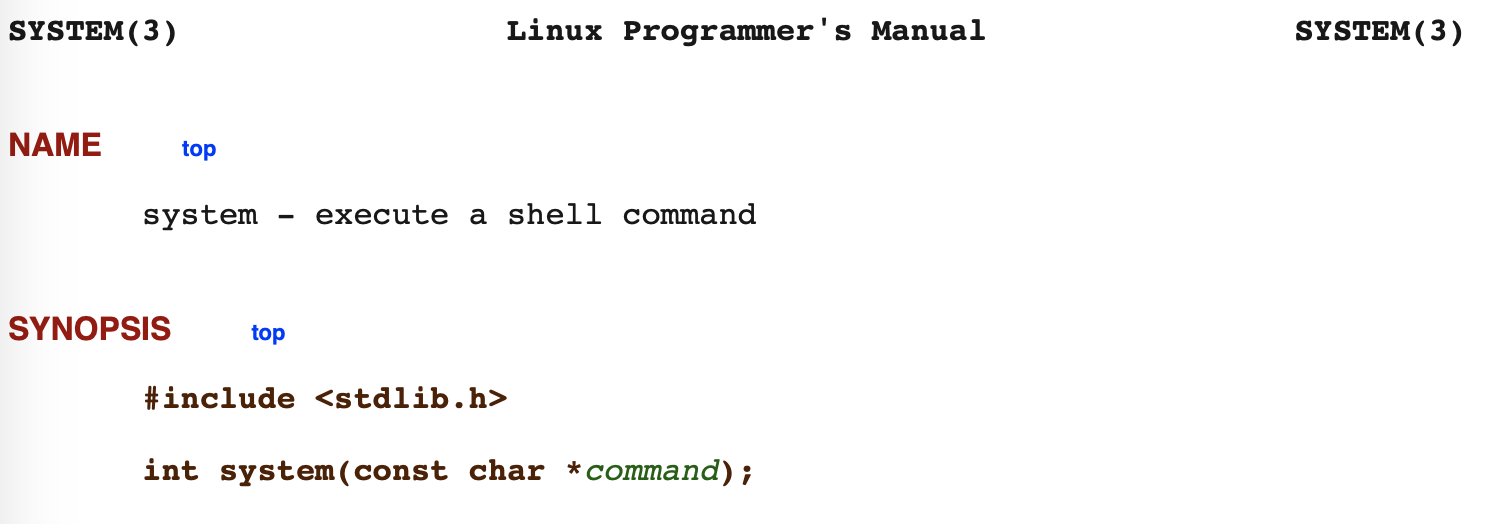 SYSTEM(3) Linux Programmer's Manual SYSTEM(3)
NAME top
system - execute a shell command
SYNOPSIS top
#include <stdlib.h>
int system(const char *command);